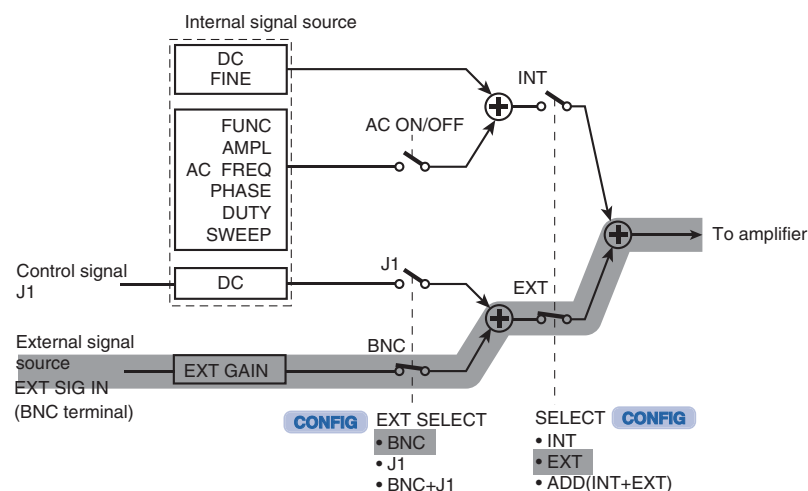 Internal signal source
DC
FINE
INT
FUNC
AMPL
AC FREQ
PHASE
DUTY
SWEEP
AC ON/OFF
To amplifier
Control signal
J1
DC
J1
EXT
External signal
source
EXT SIG IN
(BNC terminal)
EXT GAIN
BNC
CONFIG
EXT SELECT
• BNC
• J1
• BNC+J1
SELECT
CONFIG
• INT
• EXT
• ADD(INT+EXT)